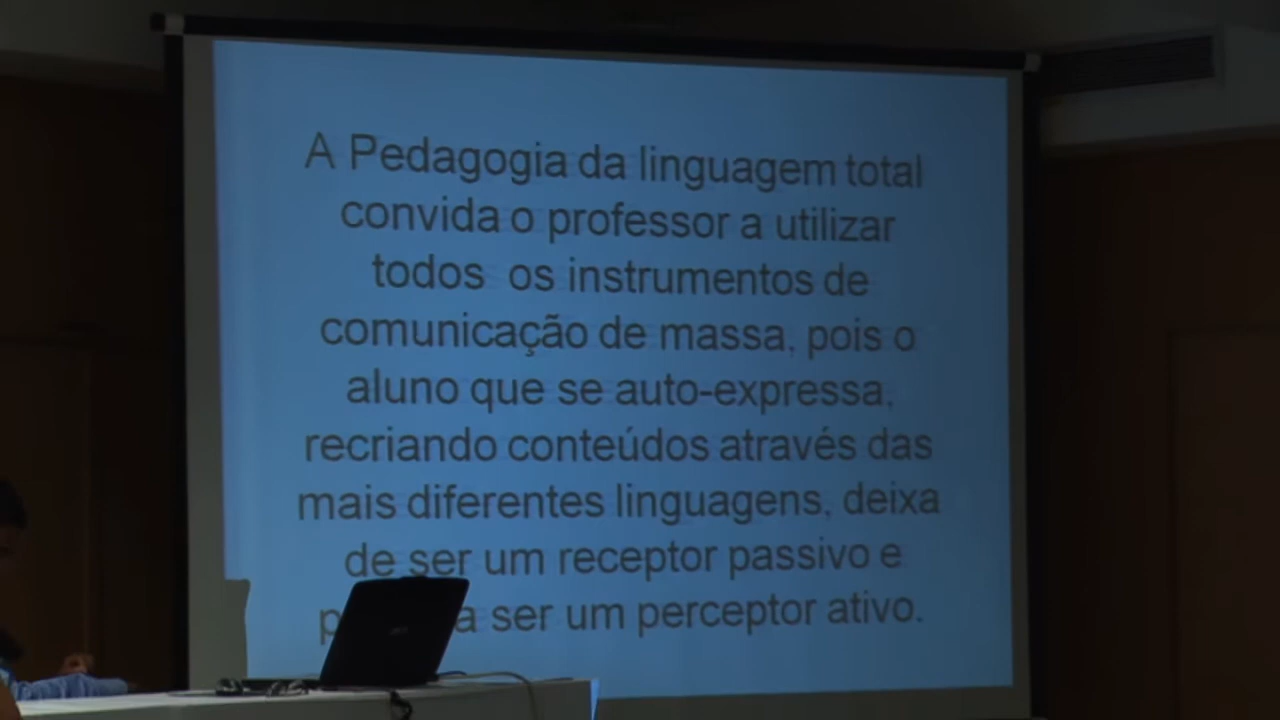 A Pedagogia da linguagem total
convida o professor a utilizar
todos os instrumentos de
comunicação de massa, pois o
aluno que se auto-expressa,
recriando conteúdos através das
mais diferentes linguagens, deixa
de ser um receptor passivo e
a ser um perceptor ativo.